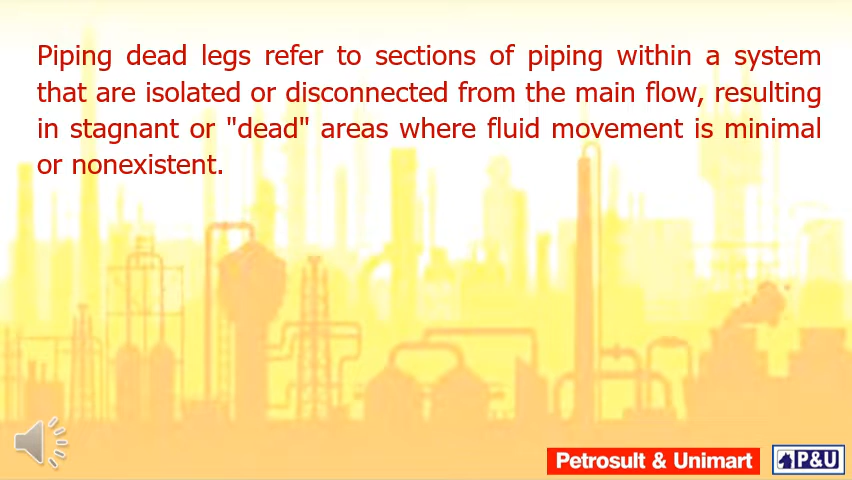 Piping dead legs refer to sections of piping within a system
that are isolated or disconnected from the main flow, resulting
in stagnant or "dead" areas where fluid movement is minimal
or nonexistent.
Petrosult & Unimart
P&U